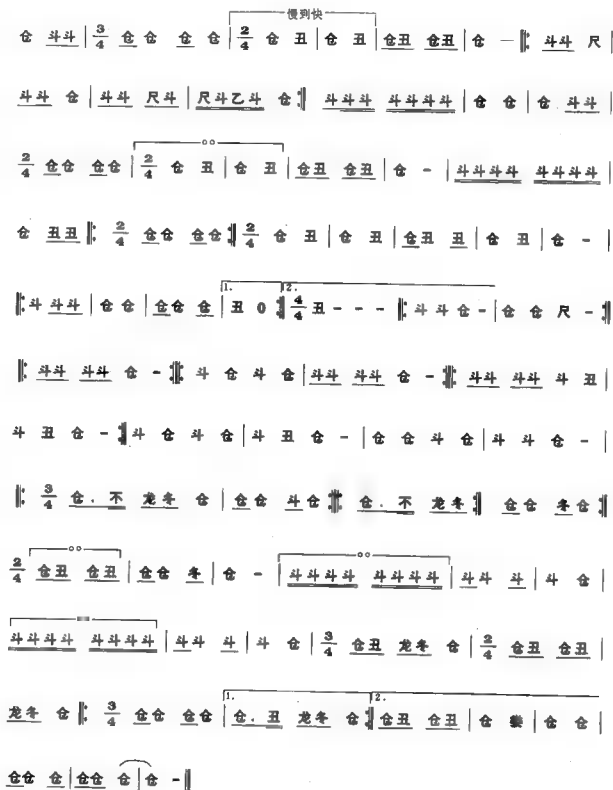 慢到快
仓 斗斗 | 3/4 仓仓 仓仓 | 2/4 仓 丑 | 仓 丑 | 仓丑 仓丑 | 仓 — ‖: 斗斗 尺 |
斗斗 仓 | 斗斗 尺斗 | 尺斗乙斗 仓 :‖ 斗斗斗斗 斗斗斗斗 | 仓 仓 | 仓 斗斗 |
2/4 仓仓 仓仓 | 2/4 仓 丑 | 仓 丑 | 仓丑 仓丑 | 仓 - | 斗斗斗斗 斗斗斗斗 |
仓 丑丑 ‖: 2/4 仓仓 仓仓 :‖ 2/4 仓 丑 | 仓 丑 | 仓丑 丑 | 仓 丑 | 仓 - |
‖: 斗 斗斗 | 仓仓 | 仓仓 仓 | 1. 丑 0 :‖ 2. 4/4 丑 - - - ‖: 斗 斗 仓 - | 仓 仓 尺 - :‖
‖: 斗斗 斗斗 仓 - :‖: 斗 仓 斗 仓 | 斗斗 斗斗 仓 - :‖: 斗斗 斗斗 斗 丑 |
斗 丑 仓 - :‖ 斗 仓 斗 仓 | 斗 丑 仓 - | 仓 仓 斗 仓 | 斗 斗 仓 - |
‖: 3/4 仓. 不 龙冬 仓 | 仓仓 斗仓 :‖: 仓. 不 龙冬 :‖ 仓仓 冬仓 :‖
2/4 仓丑 仓丑 | 仓仓 冬 | 仓 - | 斗斗斗斗 斗斗斗斗 | 斗斗 斗 | 斗 仓 |
斗斗斗斗 斗斗斗斗 | 斗斗 斗 | 斗 仓 | 3/4 仓丑 龙冬 仓 | 2/4 仓丑 仓丑 |
龙冬 仓 ‖: 3/4 仓仓 仓仓 | 1. 仓. 丑 龙冬 仓 :‖ 2. 仓丑 仓丑 | 仓 | 仓 仓 |
仓仓 仓 | 仓仓 仓 | 仓 - ‖